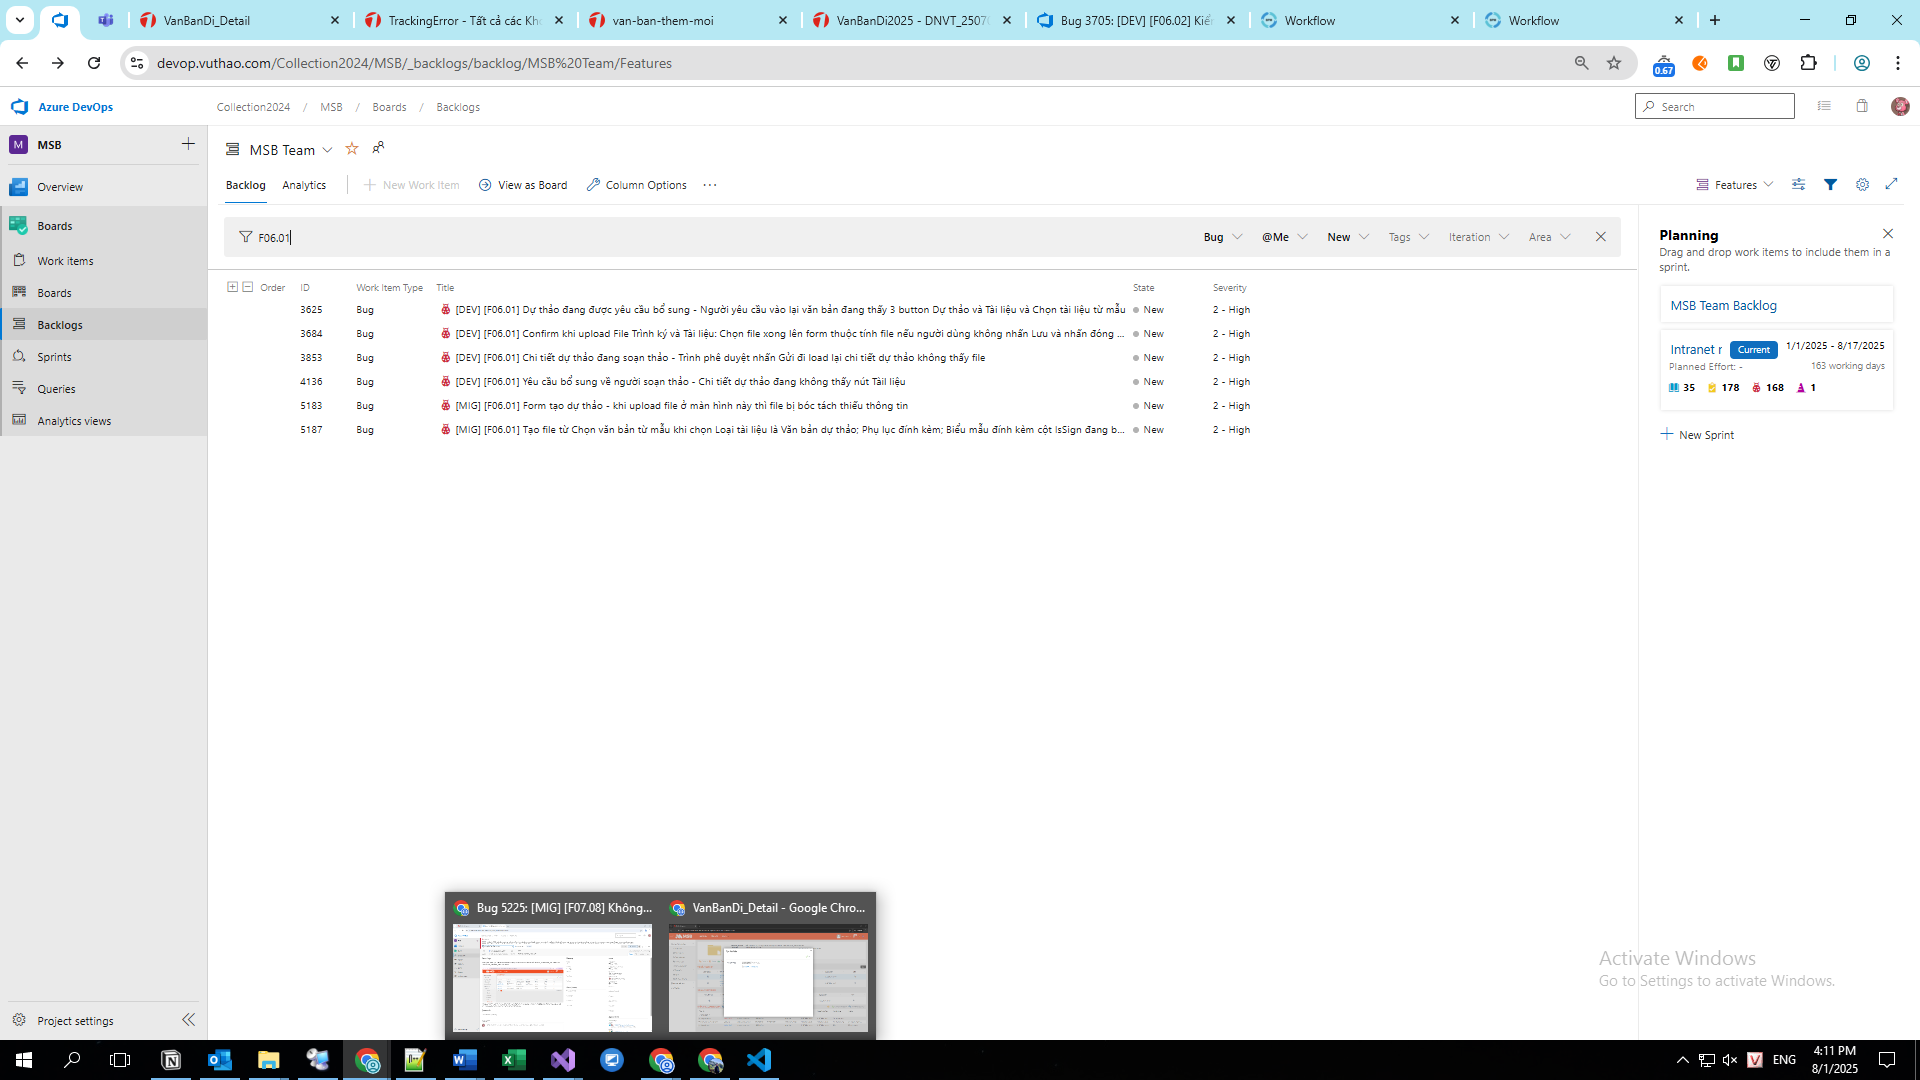 VanBanDi_Detail
TrackingError - Tất cả các Kh
van-ban-them-moi
VanBanDi2025 - DNVT_2507
Bug 3705: [DEV] [F06.02] Kiể
Workflow
Workflow
devop.vuthao.com/Collection2024/MSB/_backlogs/backlog/MSB%20Team/Features
0.67
Azure DevOps
Collection2024 / MSB / Boards / Backlogs
Search
M MSB
MSB Team
Overview
Backlog Analytics New Work Item View as Board Column Options
Features
Boards
F06.01
Bug @Me New Tags Iteration Area
Planning
Drag and drop work items to include them in a
sprint.
Work items
Boards
Backlogs
Sprints
Queries
Analytics views
Order ID Work Item Type Title State Severity
3625 Bug [DEV] [F06.01] Dự thảo đang được yêu cầu bổ sung - Người yêu cầu vào lại văn bản đang thấy 3 button Dự thảo và Tài liệu và Chọn tài liệu từ mẫu New 2 - High
3684 Bug [DEV] [F06.01] Confirm khi upload File Trình ký và Tài liệu: Chọn file xong lên form thuộc tính file nếu người dùng không nhấn Lưu và nhấn đóng ... New 2 - High
3853 Bug [DEV] [F06.01] Chi tiết dự thảo đang soạn thảo - Trình phê duyệt nhấn Gửi đi load lại chi tiết dự thảo không thấy file New 2 - High
4136 Bug [DEV] [F06.01] Yêu cầu bổ sung về người soạn thảo - Chi tiết dự thảo đang không thấy nút Tàil liệu New 2 - High
5183 Bug [MIG] [F06.01] Form tạo dự thảo - khi upload file ở màn hình này thì file bị bóc tách thiếu thông tin New 2 - High
5187 Bug [MIG] [F06.01] Tạo file từ Chọn văn bản từ mẫu khi chọn Loại tài liệu là Văn bản dự thảo; Phụ lục đính kèm; Biểu mẫu đính kèm cột IsSign đang b... New 2 - High
MSB Team Backlog
Intranet r Current 1/1/2025 - 8/17/2025
Planned Effort: - 163 working days
35 178 168 1
New Sprint
Bug 5225: [MIG] [F07.08] Không...
VanBanDi_Detail - Google Chro...
Activate Windows
Go to Settings to activate Windows.
Project settings
ENG
4:11 PM
8/1/2025